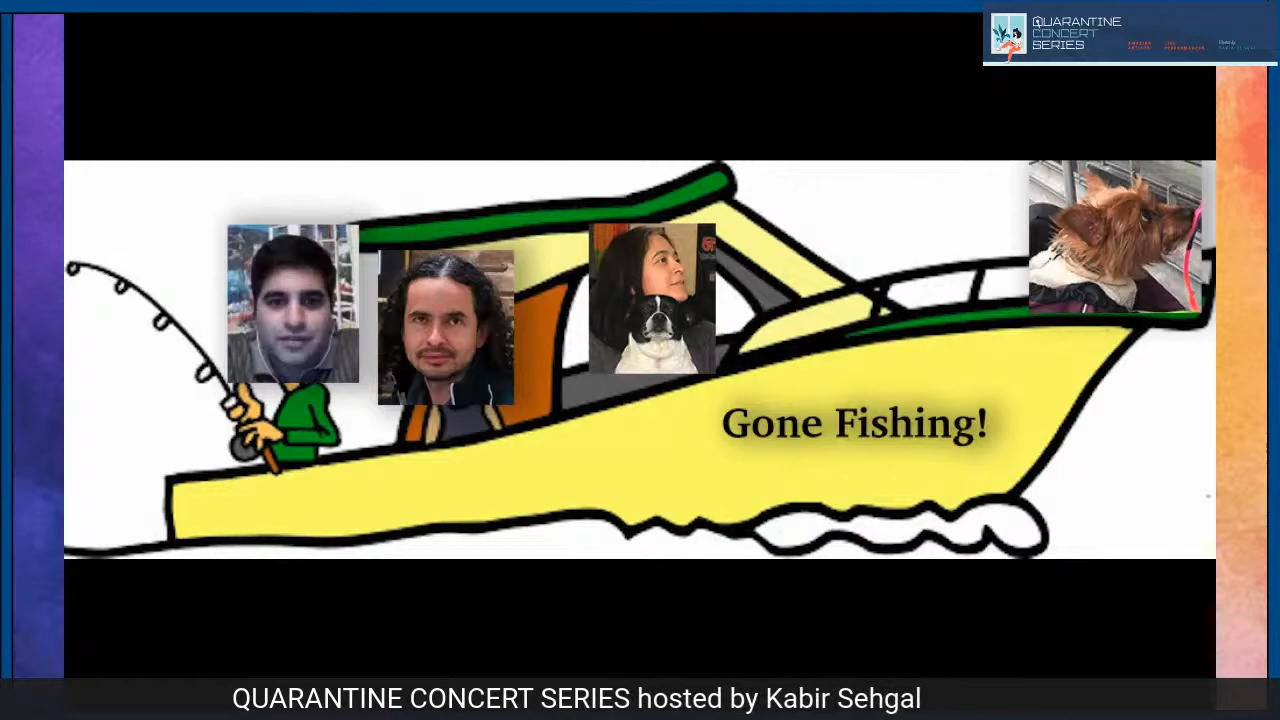 QUARANTINE
CONCERT
SERIES
Gone Fishing!
QUARANTINE CONCERT SERIES hosted by Kabir Sehgal